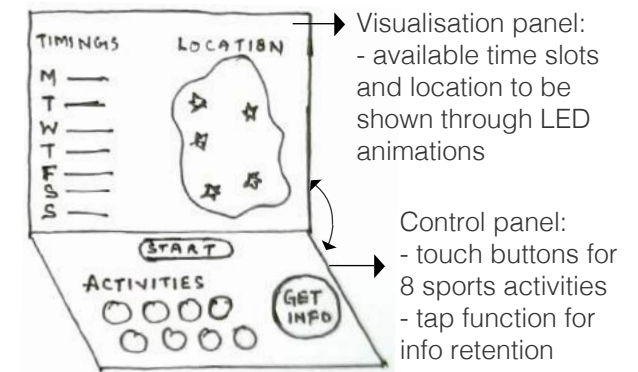 TIMINGS
M
T
W
T
F
S
S
LOCATION
START
ACTIVITIES
GET
INFO
Visualisation panel:
- available time slots
and location to be
shown through LED
animations
Control panel:
- touch buttons for
8 sports activities
- tap function for
info retention